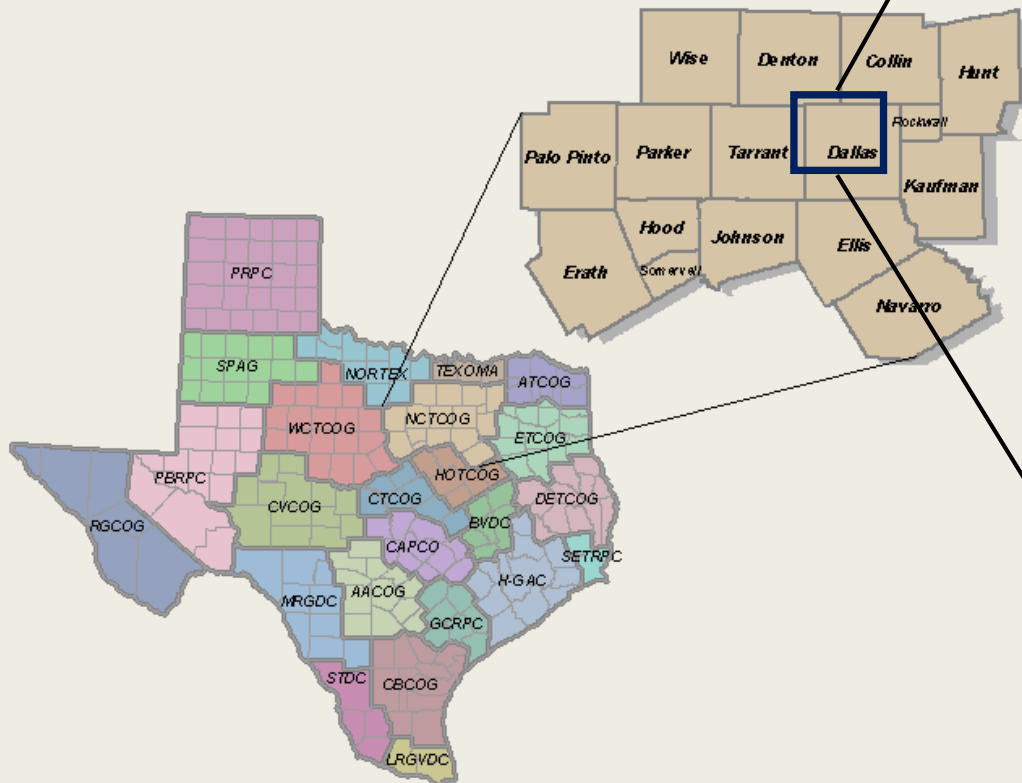 Wise
Denton
Collin
Hunt
Rockwall
Palo Pinto
Parker
Tarrant
Dallas
Kaufman
Hood
Johnson
Ellis
Erath
Somervell
Navarro
PRPC
SPAG
NORTEX
TEXOMA
ATCOG
WCTCOG
NCTCOG
ETCOG
PBRPC
HOTCOG
CVCOG
CTCOG
DETCOG
RGCOG
BVDC
CAPCO
SETRPC
H-GAC
MRGDC
AACOG
GCRPC
STDC
CBCOG
LRGVDC